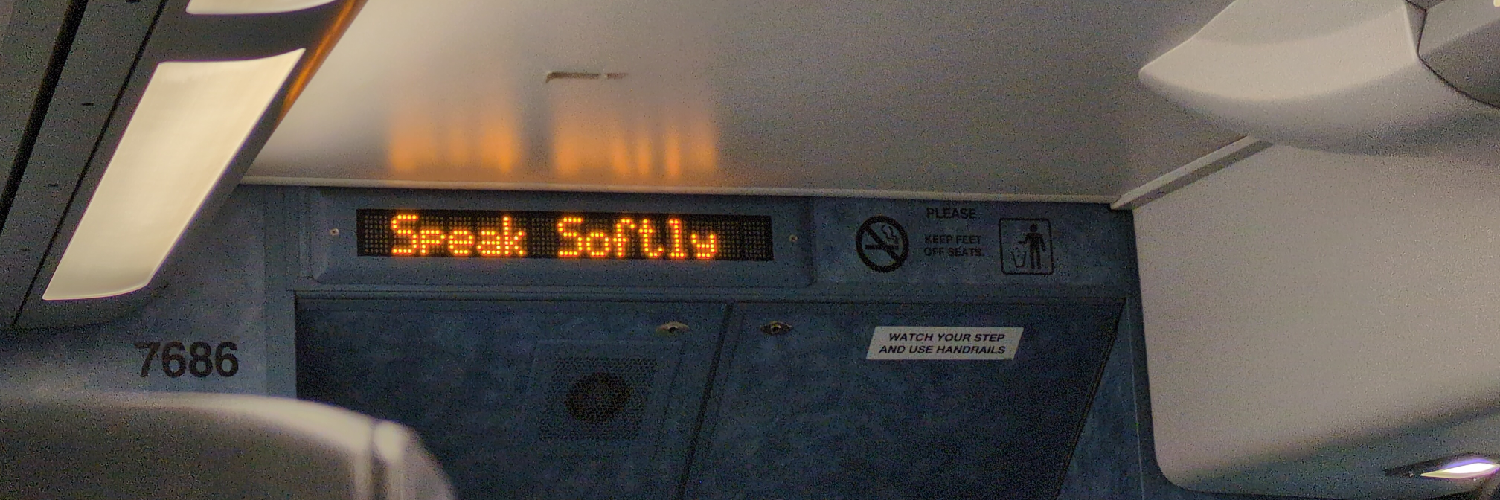 Speak Softly
PLEASE
KEEP FEET
OFF SEATS.
7686
WATCH YOUR STEP
AND USE HANDRAILS